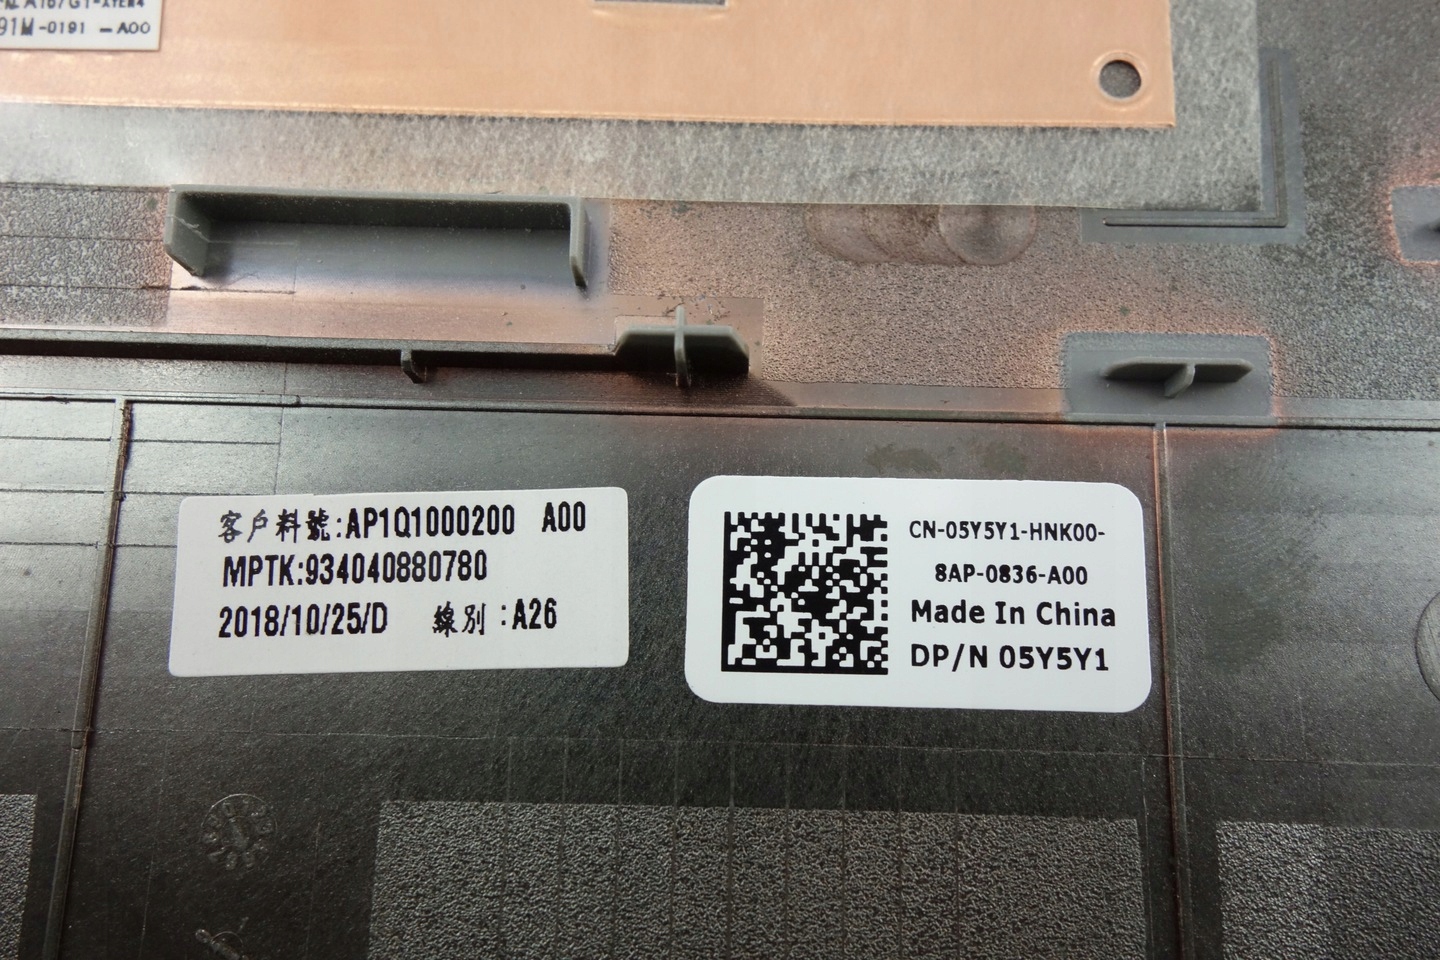 91M-0191 -A00
客戶料號:AP1Q1000200 A00
MPTK:934040880780
2018/10/25/D 線別:A26
CN-05Y5Y1-HNK00-
8AP-0836-A00
Made In China
DP/N 05Y5Y1